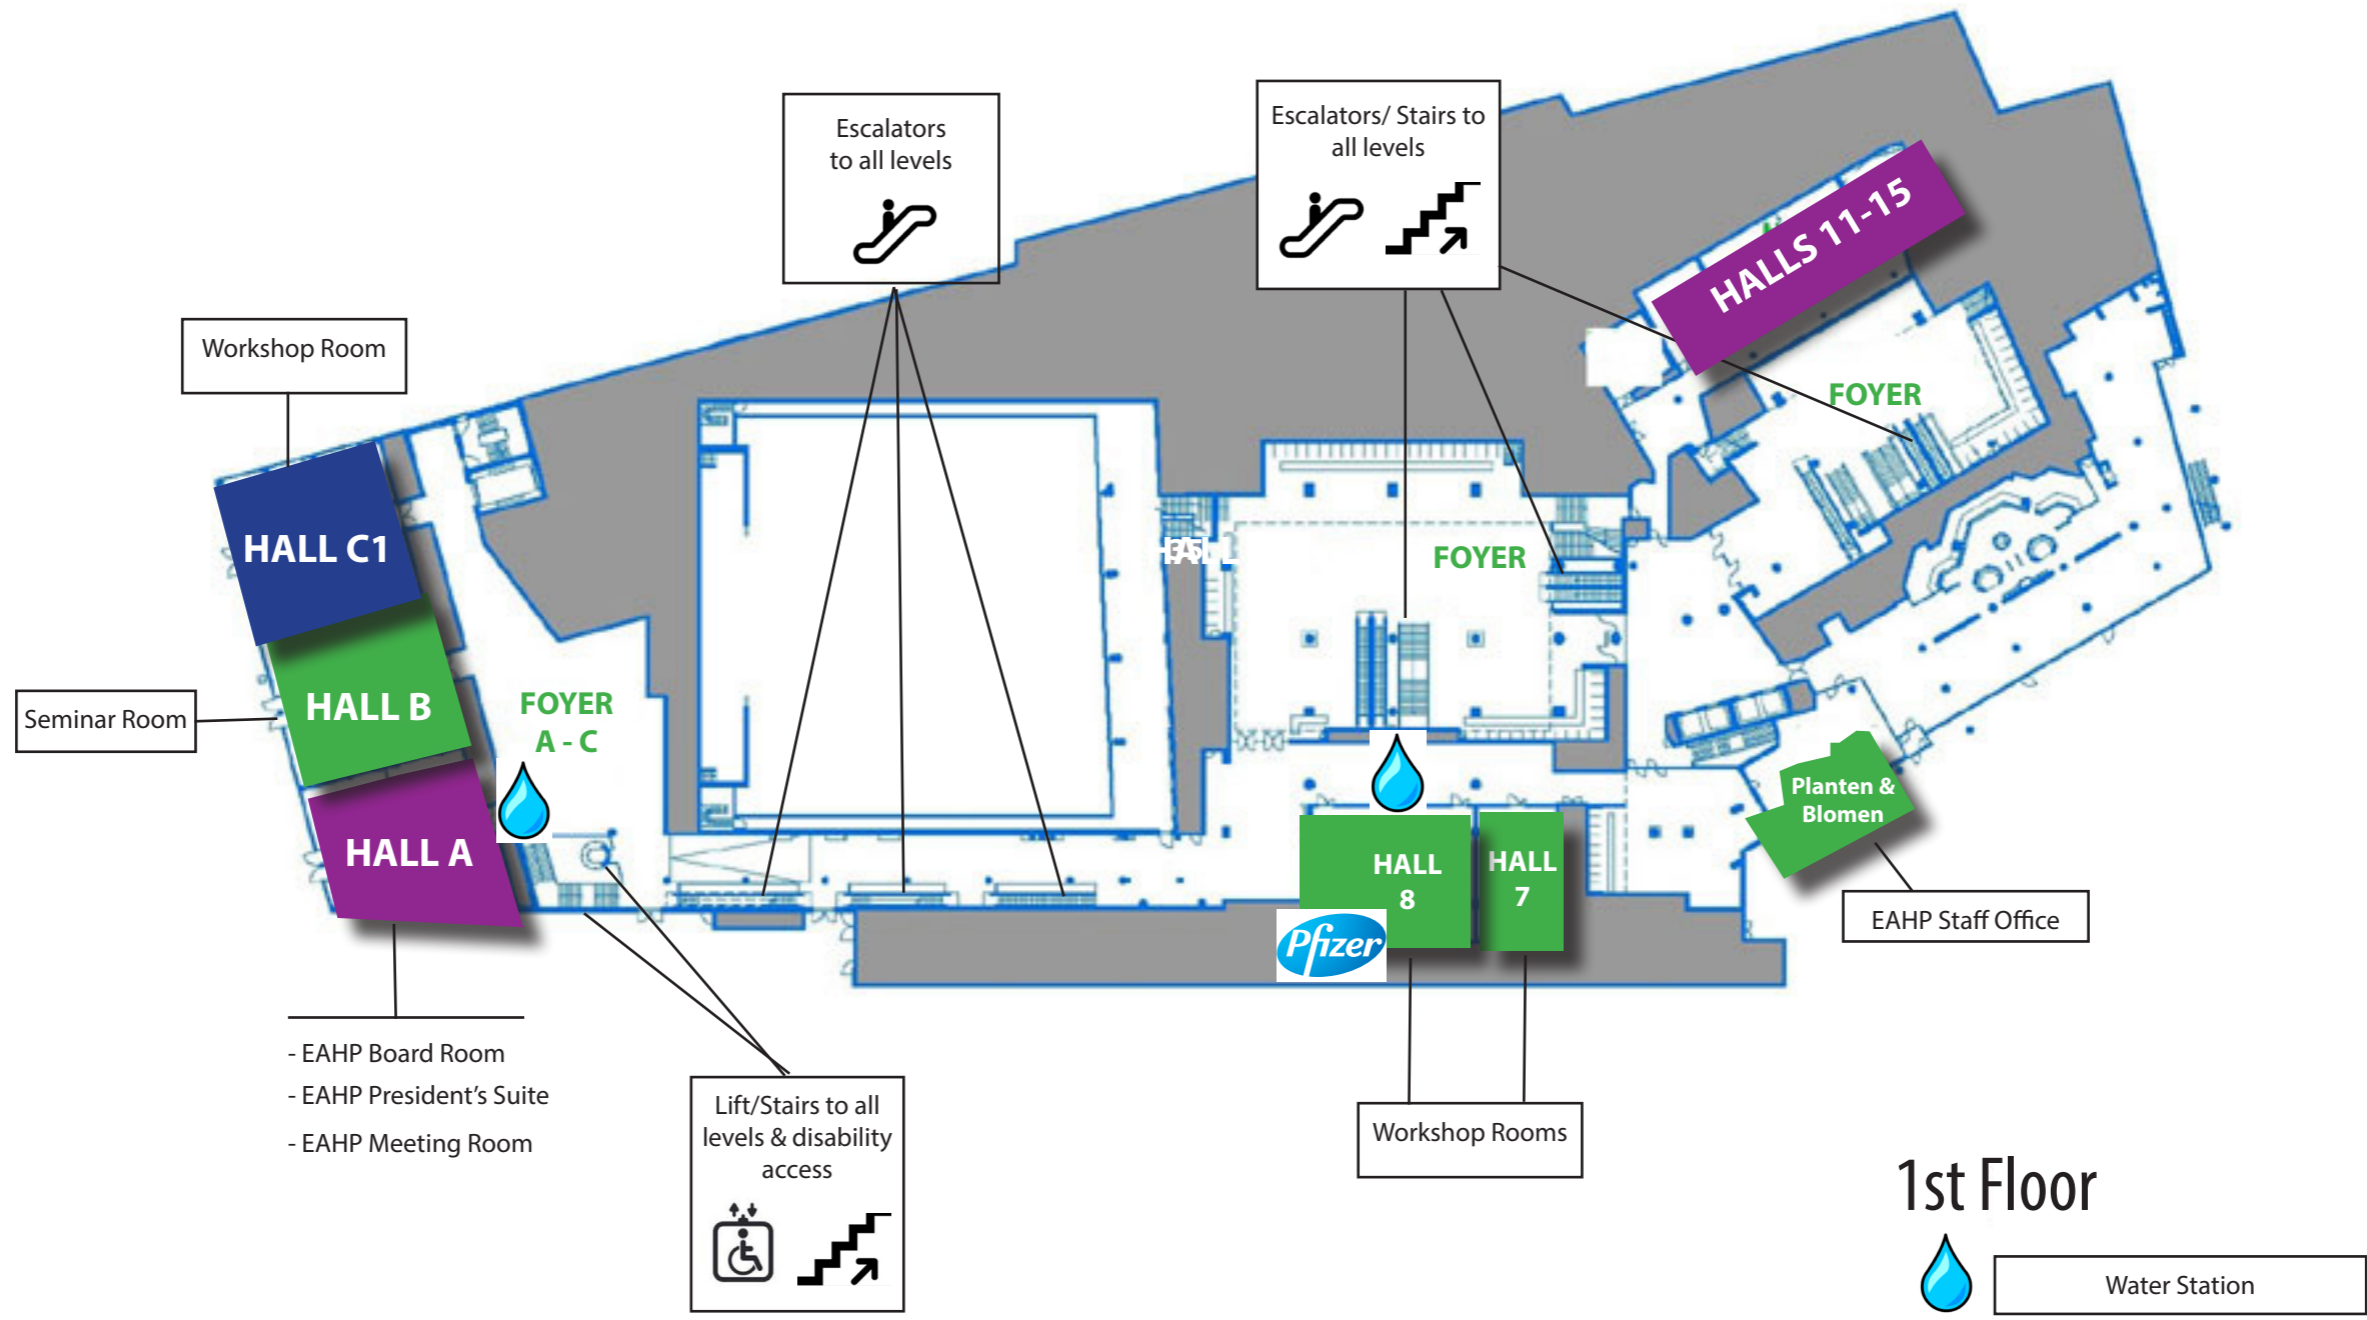 Escalators
to all levels
Escalators/ Stairs to
all levels
HALLS 11-15
Workshop Room
FOYER
HALL C1
FOYER
HALL B
Seminar Room
FOYER
A - C
Planten &
Blomen
HALL A
HALL
8
HALL
7
EAHP Staff Office
Pfizer
- EAHP Board Room
- EAHP President’s Suite
- EAHP Meeting Room
Lift/Stairs to all
levels & disability
access
Workshop Rooms
1st Floor
Water Station